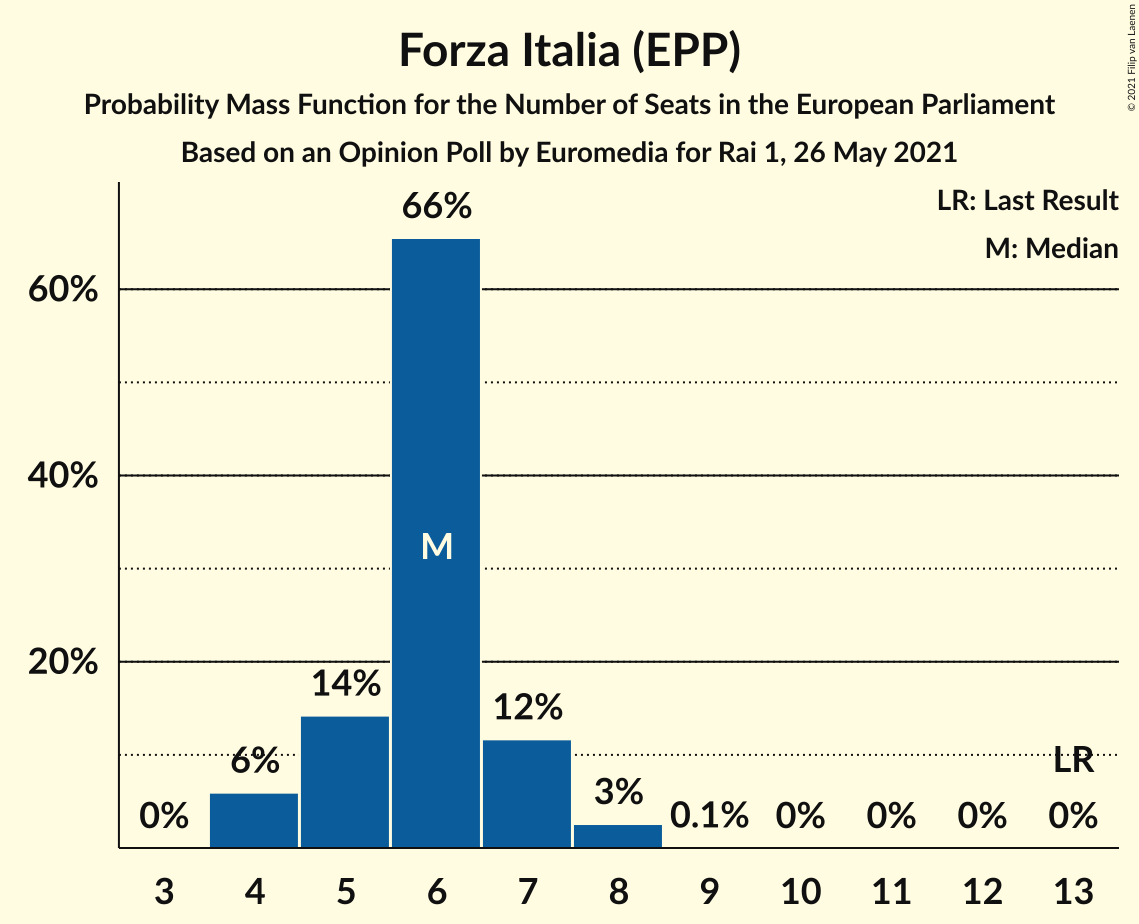 Forza Italia (EPP)
Probability Mass Function for the Number of Seats in the European Parliament
Based on an Opinion Poll by Euromedia for Rai 1, 26 May 2021
© 2021 Filip van Laenen
LR: Last Result
M: Median
60%
40%
20%
0%
6%
14%
66%
M
12%
3%
0.1%
0%
0%
0%
LR
0%
3 4 5 6 7 8 9 10 11 12 13